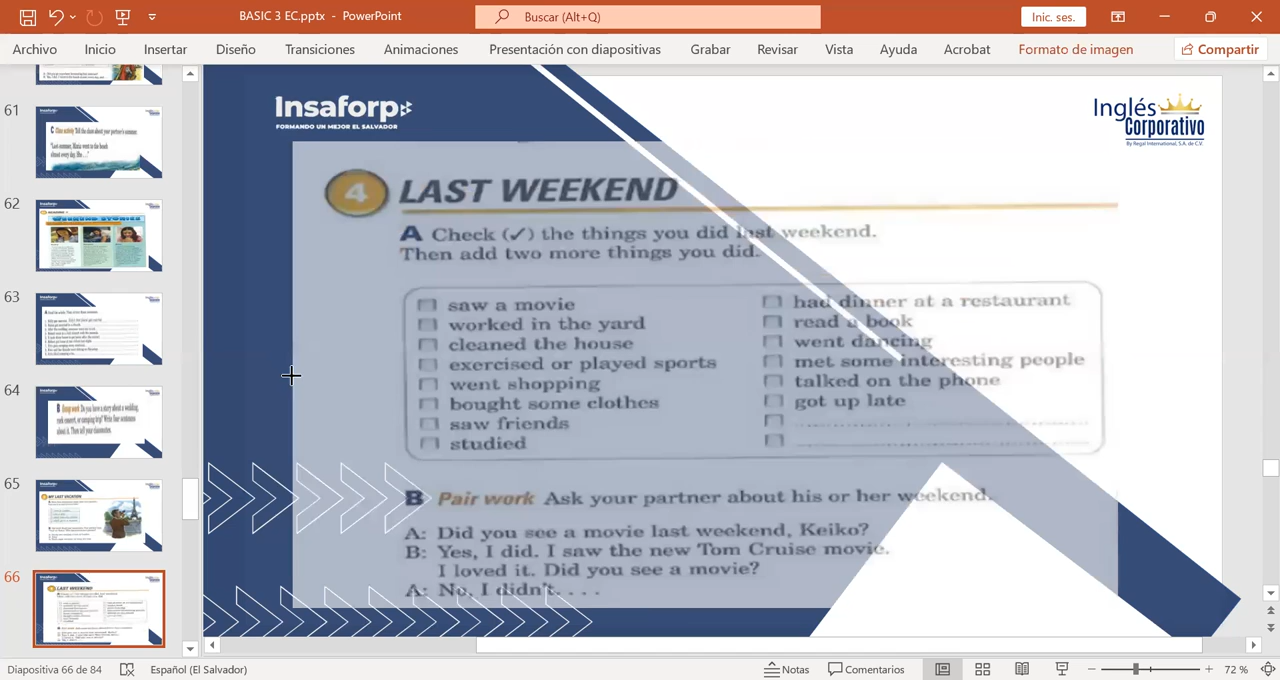 BASIC 3 EC.pptx - PowerPoint
Buscar (Alt+Q)
Inic. ses.
Archivo Inicio Insertar Diseño Transiciones Animaciones Presentación con diapositivas Grabar Revisar Vista Ayuda Acrobat Formato de imagen Compartir
61
62
63
64
65
66
Insaforp
FORMANDO UN MEJOR EL SALVADOR
Inglés
Corporativo
By Regal International, S.A. de C.V.
4 LAST WEEKEND
A Check (✓) the things you did last weekend.
Then add two more things you did.
saw a movie
worked in the yard
cleaned the house
exercised or played sports
went shopping
bought some clothes
saw friends
studied
had dinner at a restaurant
read a book
went dancing
met some interesting people
talked on the phone
got up late
B Pair work Ask your partner about his or her weekend.
A: Did you see a movie last weekend, Keiko?
B: Yes, I did. I saw the new Tom Cruise movie.
I loved it. Did you see a movie?
A: No, I didn't. . . .
Diapositiva 66 de 84 Español (El Salvador) Notas Comentarios 72 %